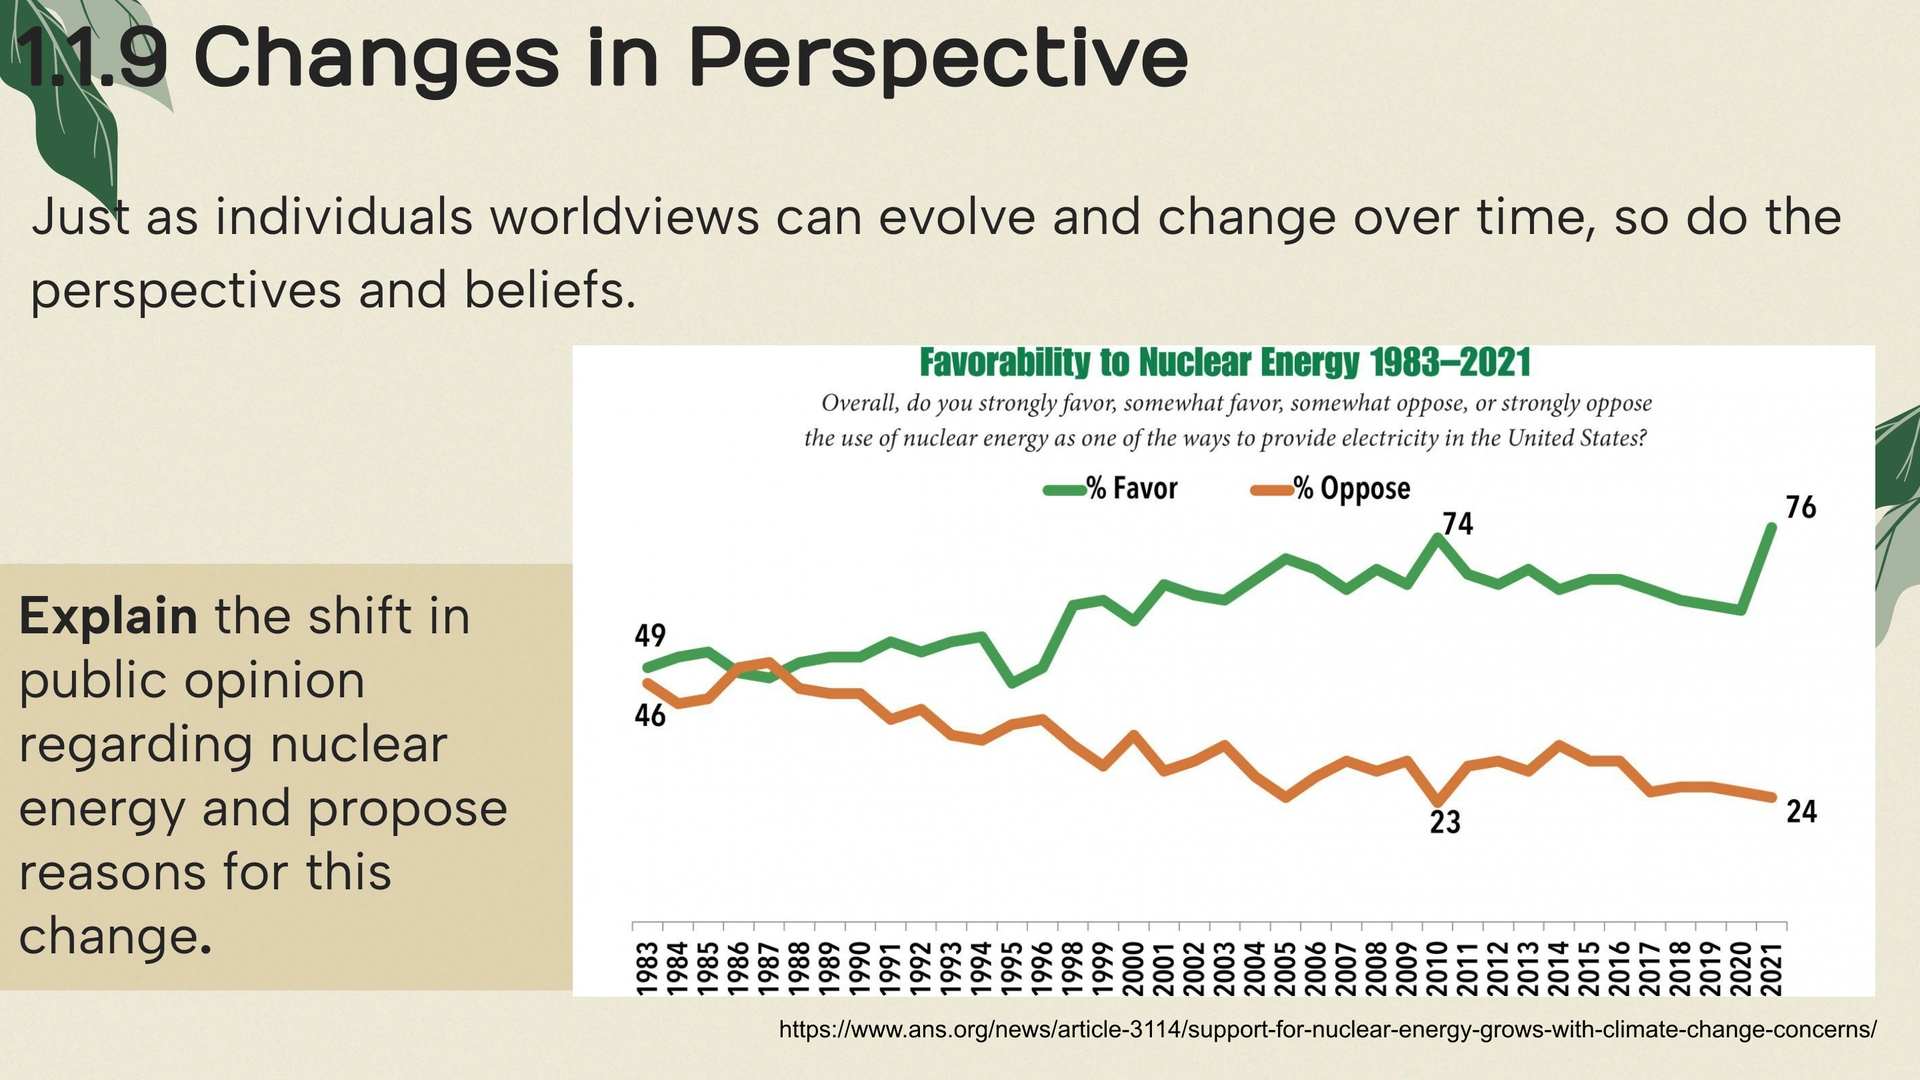 1.1.9 Changes in Perspective
Just as individuals worldviews can evolve and change over time, so do the
perspectives and beliefs.
Explain the shift in
public opinion
regarding nuclear
energy and propose
reasons for this
change.
Favorability to Nuclear Energy 1983–2021
Overall, do you strongly favor, somewhat favor, somewhat oppose, or strongly oppose
the use of nuclear energy as one of the ways to provide electricity in the United States?
% Favor % Oppose
74
76
49
46
23
24
1983 1984 1985 1986 1987 1988 1989 1990 1991 1992 1993 1994 1995 1996 1998 1999 2000 2001 2002 2003 2004 2005 2006 2007 2008 2009 2010 2011 2012 2013 2014 2015 2016 2017 2018 2019 2020 2021
https://www.ans.org/news/article-3114/support-for-nuclear-energy-grows-with-climate-change-concerns/